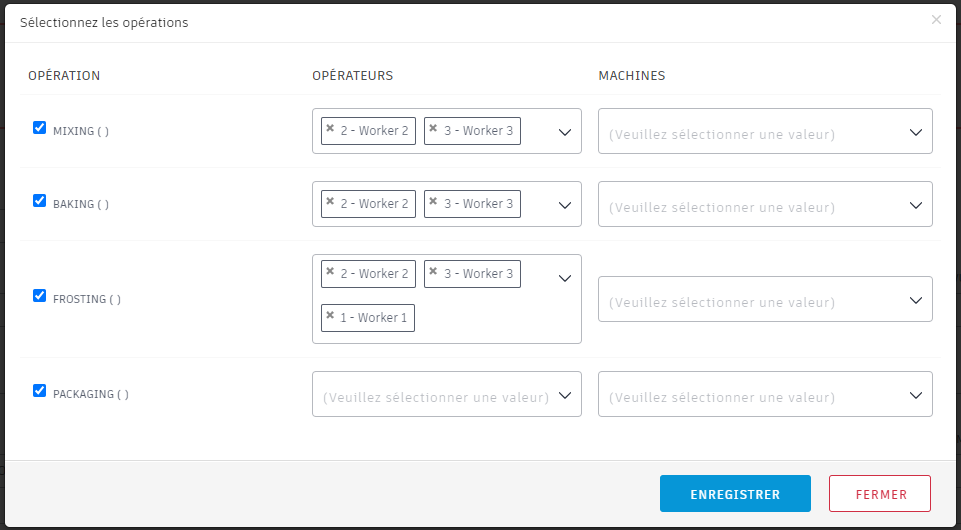 Sélectionnez les opérations ×
OPÉRATION OPÉRATEURS MACHINES
MIXING ( ) × 2 - Worker 2 × 3 - Worker 3 (Veuillez sélectionner une valeur)
BAKING ( ) × 2 - Worker 2 × 3 - Worker 3 (Veuillez sélectionner une valeur)
× 2 - Worker 2 × 3 - Worker 3
FROSTING ( ) (Veuillez sélectionner une valeur)
× 1 - Worker 1
PACKAGING ( ) (Veuillez sélectionner une valeur) (Veuillez sélectionner une valeur)
ENREGISTRER FERMER